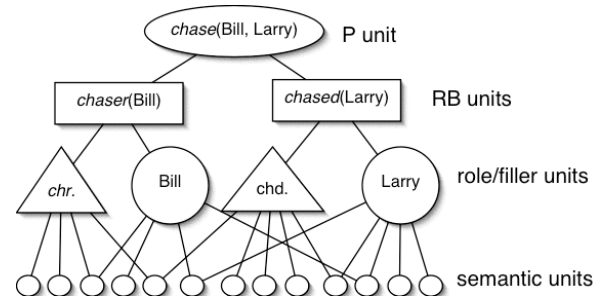 chase(Bill, Larry)
P unit
chaser(Bill)
chased(Larry)
RB units
chr.
Bill
chd.
Larry
role/filler units
semantic units